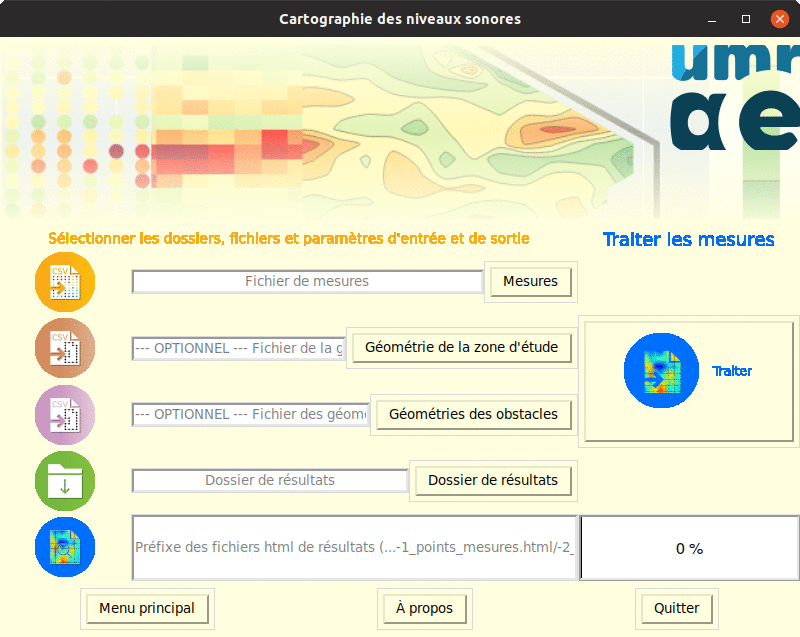 Cartographie des niveaux sonores
umr
ae
Sélectionner les dossiers, fichiers et paramètres d'entrée et de sortie
Traiter les mesures
CSV
Fichier de mesures
Mesures
CSV
--- OPTIONNEL --- Fichier de la g
Géométrie de la zone d'étude
Traiter
CSV
--- OPTIONNEL --- Fichier des géom
Géométries des obstacles
Dossier de résultats
Dossier de résultats
Préfixe des fichiers html de résultats (...-1_points_mesures.html/-2_
0 %
Menu principal
À propos
Quitter